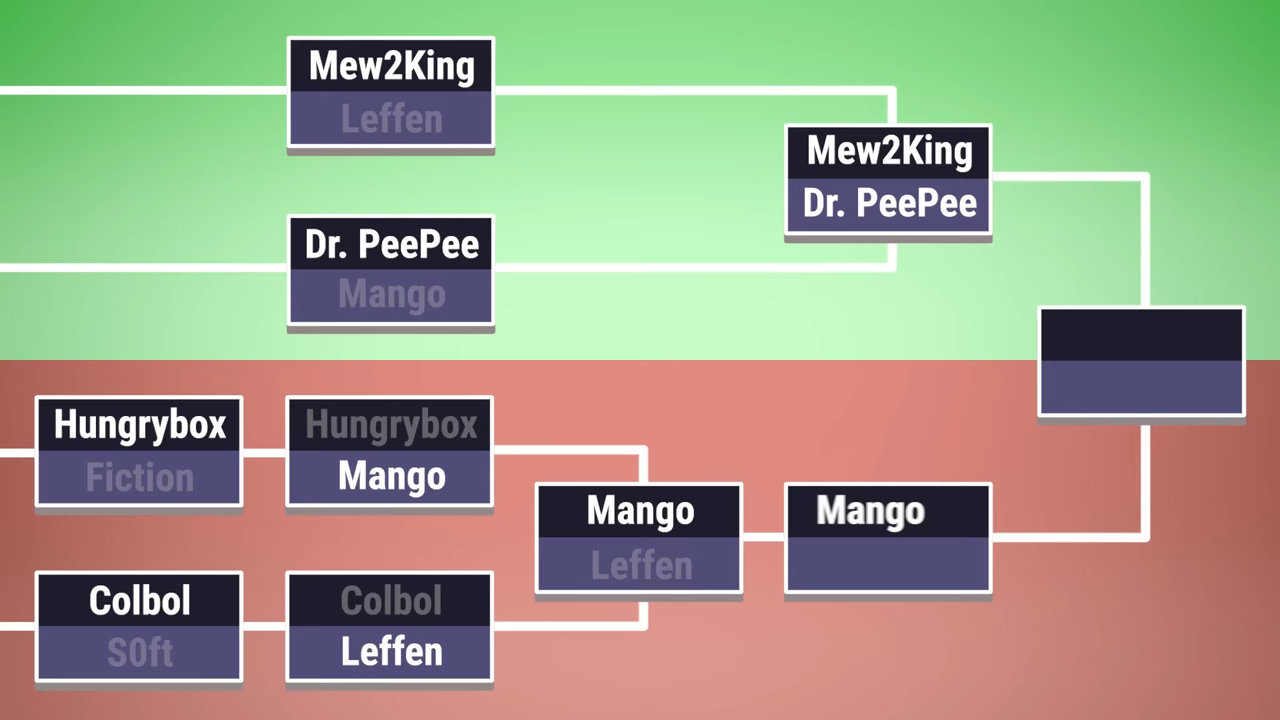 Mew2King
Leffen
Mew2King
Dr. PeePee
Dr. PeePee
Mango
Hungrybox
Fiction
Hungrybox
Mango
Mango
Leffen
Mango
Colbol
S0ft
Colbol
Leffen